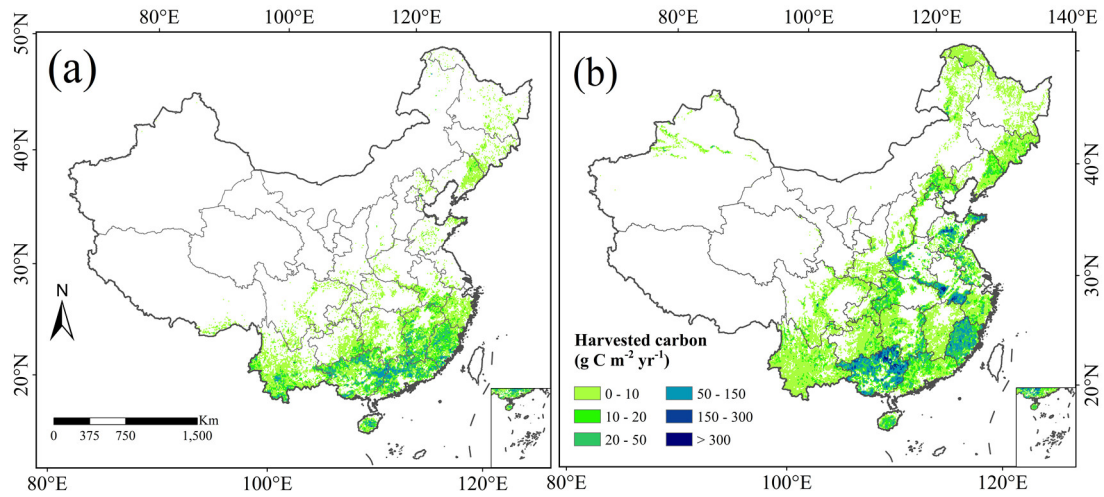 80°E 100°E 120°E
80°E 100°E 120°E 140°E
50°N
40°N
30°N
20°N
(a)
N
0 375 750 1,500 Km
80°E 100°E 120°E
(b)
Harvested carbon
(g C m⁻² yr⁻¹)
0 - 10
10 - 20
20 - 50
50 - 150
150 - 300
> 300
40°N
30°N
20°N
80°E 100°E 120°E